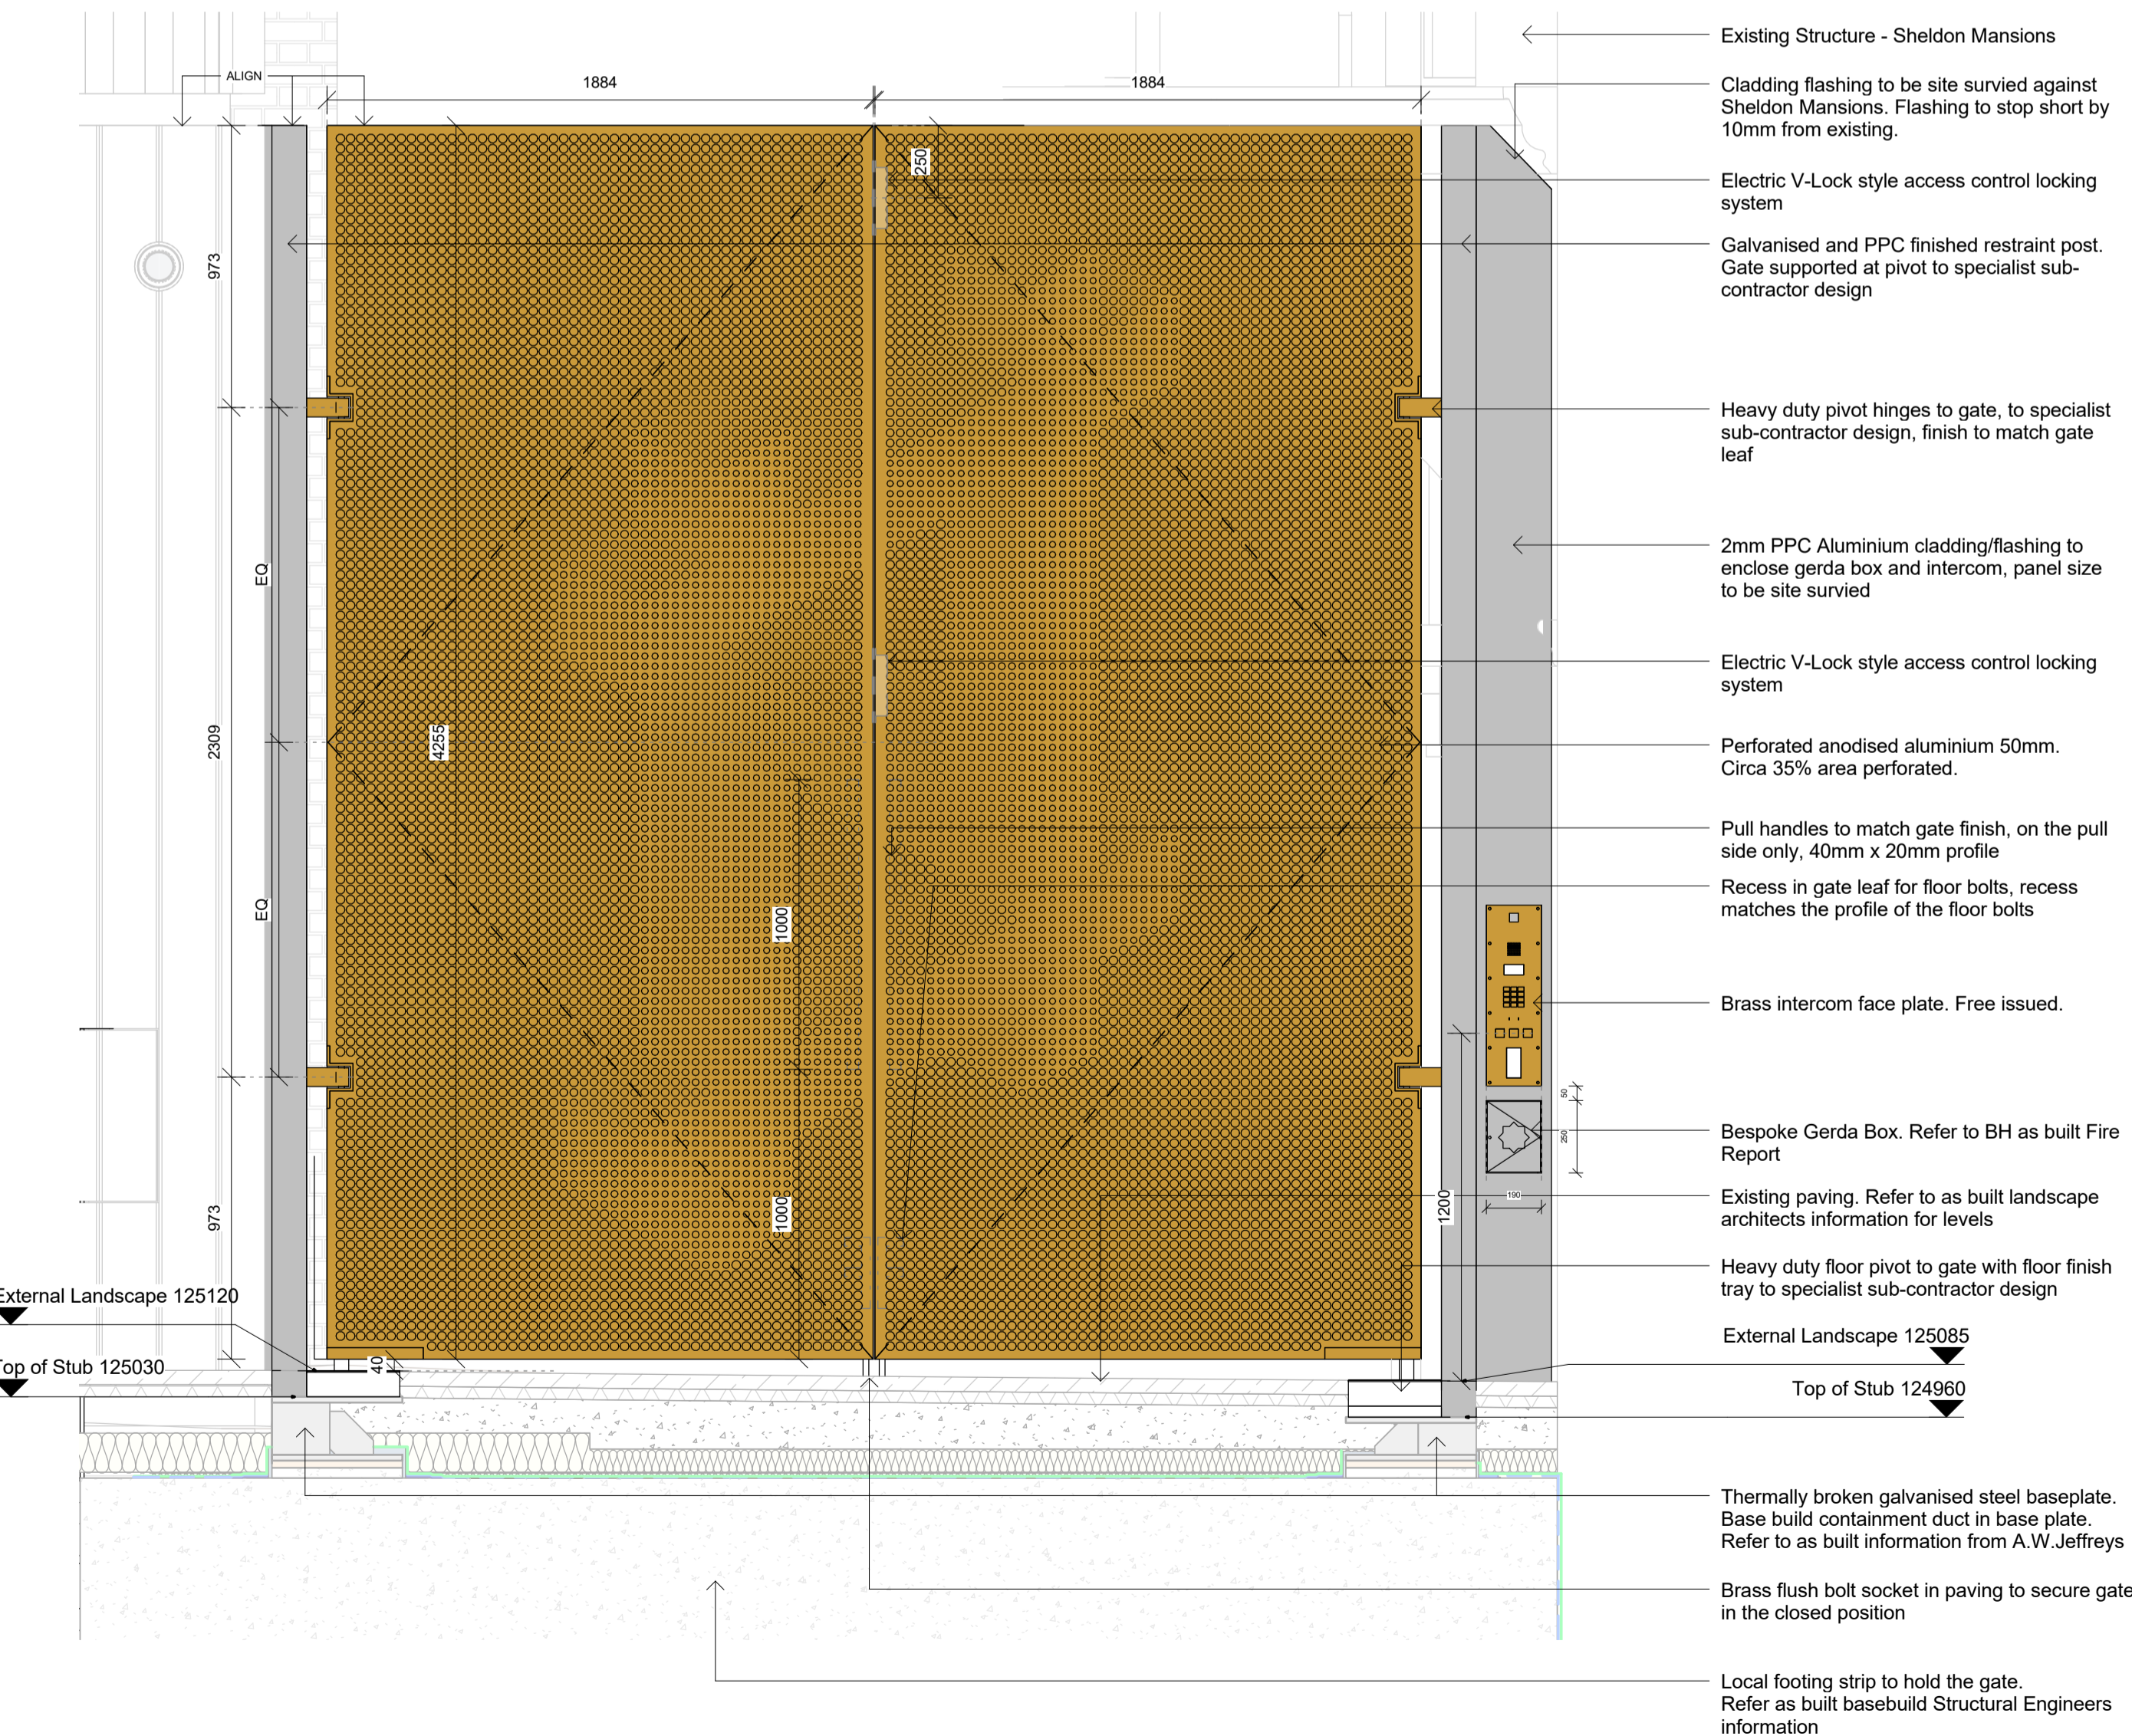 Existing Structure - Sheldon Mansions
ALIGN
1884
1884
Cladding flashing to be site survied against
Sheldon Mansions. Flashing to stop short by
10mm from existing.
250
Electric V-Lock style access control locking
system
973
Galvanised and PPC finished restraint post.
Gate supported at pivot to specialist sub-
contractor design
Heavy duty pivot hinges to gate, to specialist
sub-contractor design, finish to match gate
leaf
EQ
2mm PPC Aluminium cladding/flashing to
enclose gerda box and intercom, panel size
to be site survied
Electric V-Lock style access control locking
system
2309
4255
Perforated anodised aluminium 50mm.
Circa 35% area perforated.
Pull handles to match gate finish, on the pull
side only, 40mm x 20mm profile
EQ
1000
Recess in gate leaf for floor bolts, recess
matches the profile of the floor bolts
Brass intercom face plate. Free issued.
50
250
Bespoke Gerda Box. Refer to BH as built Fire
Report
190
973
1000
1200
Existing paving. Refer to as built landscape
architects information for levels
Heavy duty floor pivot to gate with floor finish
tray to specialist sub-contractor design
External Landscape 125120
External Landscape 125085
Top of Stub 125030
40
Top of Stub 124960
Thermally broken galvanised steel baseplate.
Base build containment duct in base plate.
Refer to as built information from A.W.Jeffreys
Brass flush bolt socket in paving to secure gate
in the closed position
Local footing strip to hold the gate.
Refer as built basebuild Structural Engineers
information